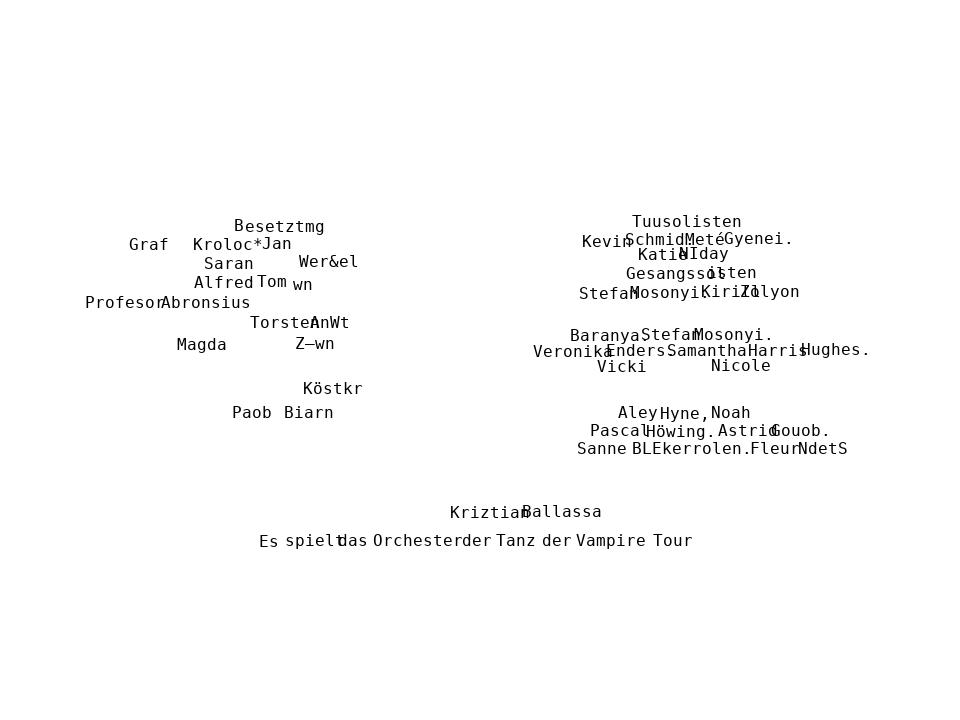 Besetztmg
Graf Kroloc* Jan
Saran Wer&el
Alfred Tom wn
Profesor Abronsius
Torsten AnWt
Magda Z—wn
Köstkr
Paob Biarn
Tuusolisten
Kevin Schmid. Meté Gyenei.
Katie NIday
Gesangssol isten
Stefan Mosonyi. Kirill Zolyon
Baranya. Stefan Mosonyi.
Veronika Enders. Samantha Harris Hughes.
Vicki Nicole
Aley Hyne, Noah
Pascal Höwing. Astrid Gouob.
Sanne BLEkerrolen. Fleur NdetS
Kriztian Ballassa
Es spielt das Orchester der Tanz der Vampire Tour